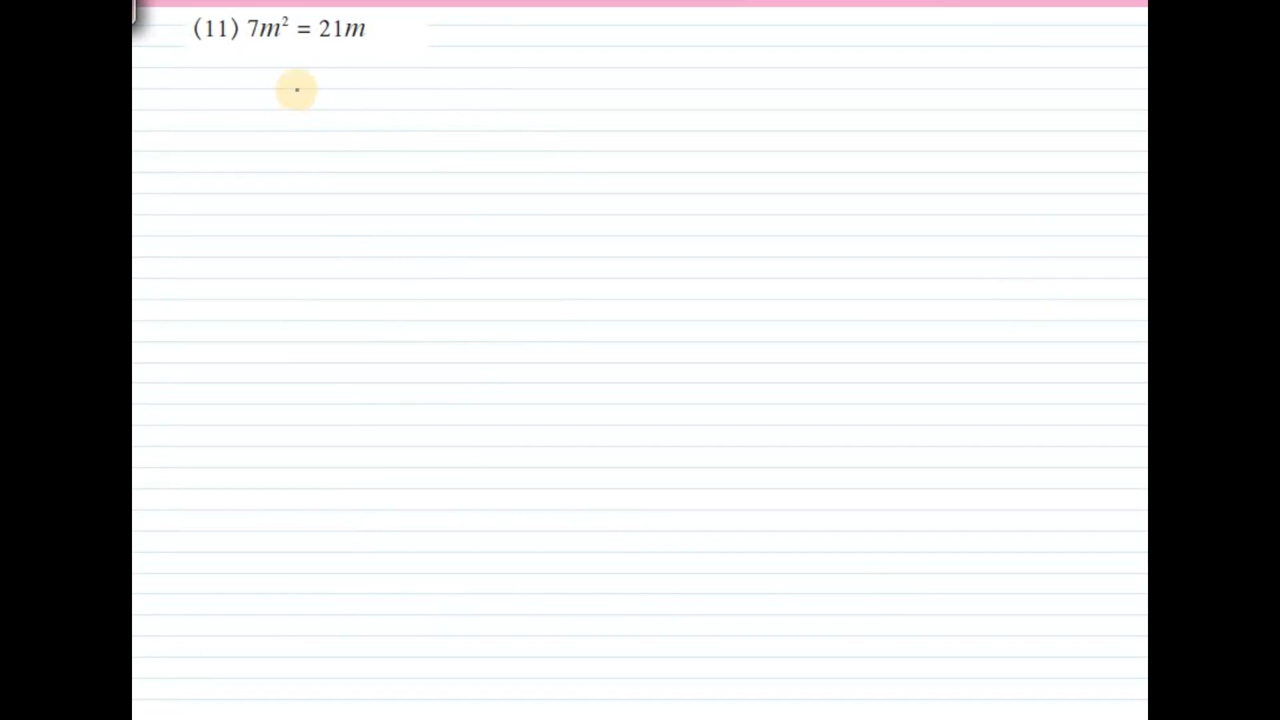 (11) 7m² = 21m